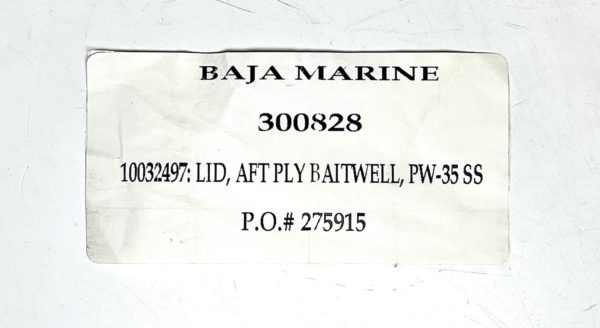 BAJA MARINE
300828
10032497: LID, AFT PLY BAITWELL, PW-35 SS
P.O.# 275915